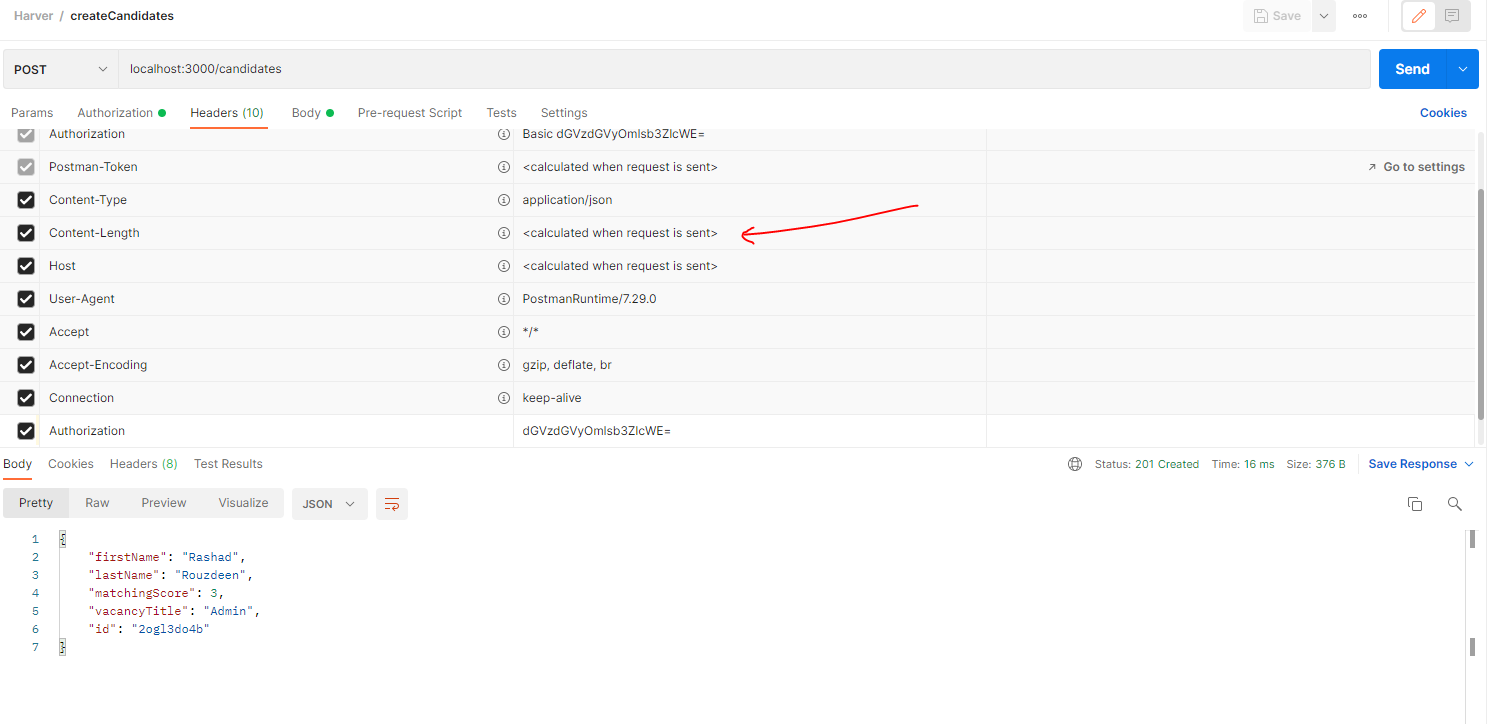 Harver / createCandidates
Save
POST localhost:3000/candidates Send
Params Authorization Headers (10) Body Pre-request Script Tests Settings Cookies
Authorization Basic dGVzdGVyOmlsb3ZlcWE=
Postman-Token <calculated when request is sent> Go to settings
Content-Type application/json
Content-Length <calculated when request is sent>
Host <calculated when request is sent>
User-Agent PostmanRuntime/7.29.0
Accept */*
Accept-Encoding gzip, deflate, br
Connection keep-alive
Authorization dGVzdGVyOmlsb3ZlcWE=
Body Cookies Headers (8) Test Results Status: 201 Created Time: 16 ms Size: 376 B Save Response
Pretty Raw Preview Visualize JSON
1 {
2 "firstName": "Rashad",
3 "lastName": "Rouzdeen",
4 "matchingScore": 3,
5 "vacancyTitle": "Admin",
6 "id": "2ogl3do4b"
7 }